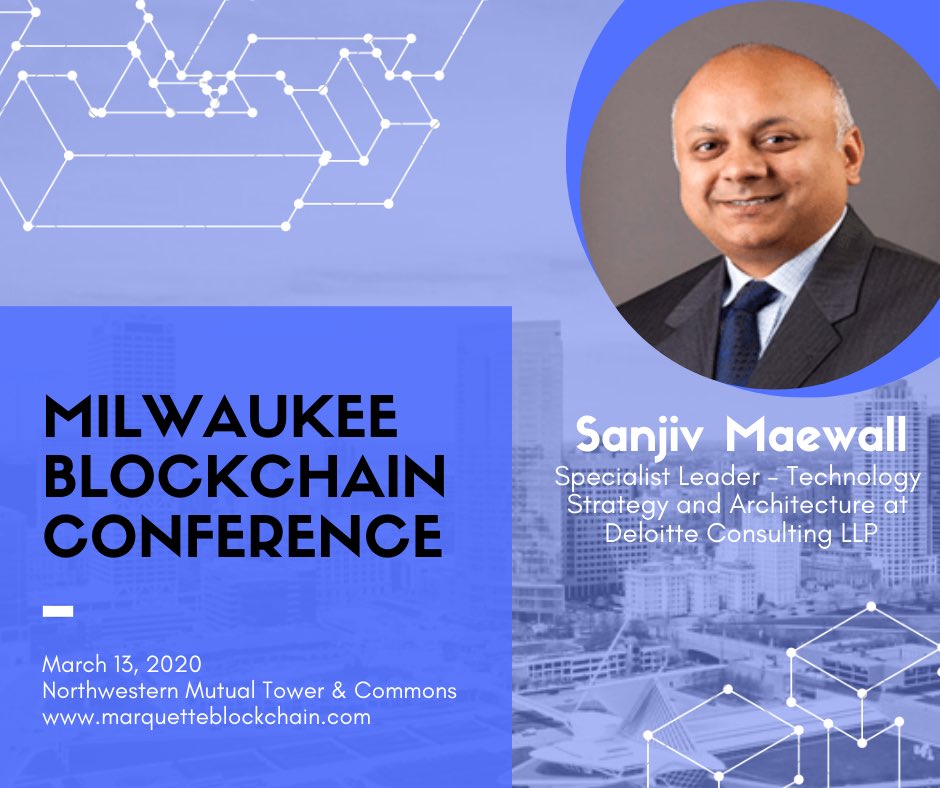 MILWAUKEE
BLOCKCHAIN
CONFERENCE
March 13, 2020
Northwestern Mutual Tower & Commons
www.marquetteblockchain.com
Sanjiv Maewall
Specialist Leader - Technology
Strategy and Architecture at
Deloitte Consulting LLP